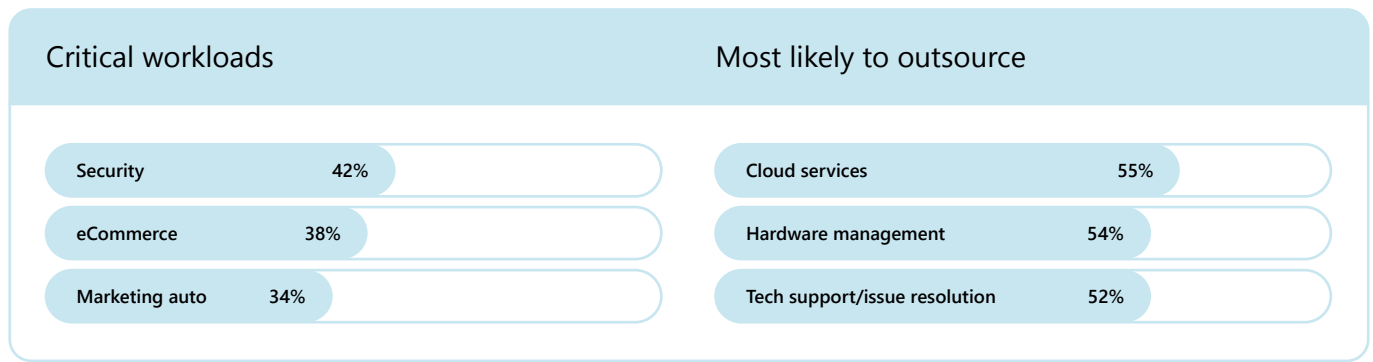 Critical workloads
Security 42%
eCommerce 38%
Marketing auto 34%
Most likely to outsource
Cloud services 55%
Hardware management 54%
Tech support/issue resolution 52%